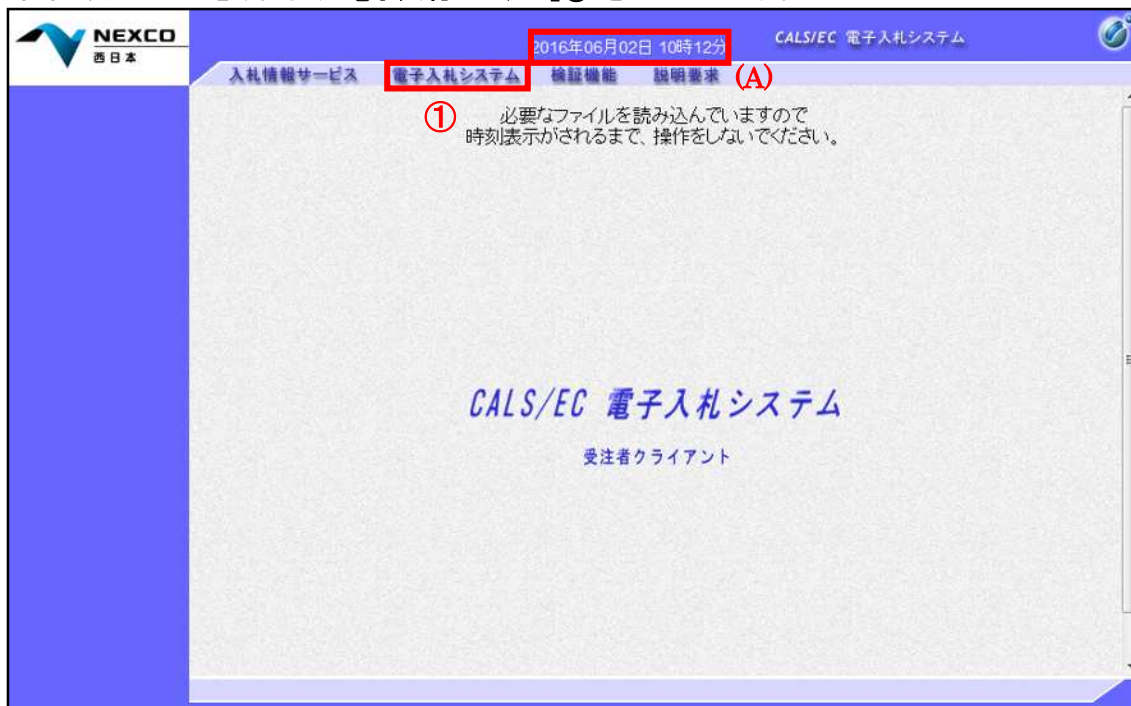 NEXCO
西日本
2016年06月02日 10時12分
CALS/EC 電子入札システム
入札情報サービス 電子入札システム 検証機能 説明要求 (A)
① 必要なファイルを読み込んでいますので
時刻表示がされるまで、操作をしないでください。
CALS/EC 電子入札システム
受注者クライアント